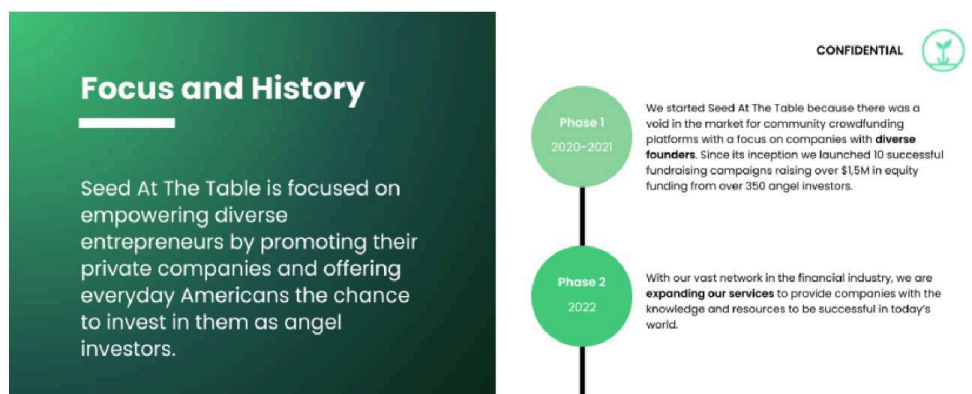 Focus and History
Seed At The Table is focused on
empowering diverse
entrepreneurs by promoting their
private companies and offering
everyday Americans the chance
to invest in them as angel
investors.
CONFIDENTIAL
Phase 1
2020-2021
We started Seed At The Table because there was a
void in the market for community crowdfunding
platforms with a focus on companies with diverse
founders. Since its inception we launched 10 successful
fundraising campaigns raising over $1,5M in equity
funding from over 350 angel investors.
Phase 2
2022
With our vast network in the financial industry, we are
expanding our services to provide companies with the
knowledge and resources to be successful in today's
world.